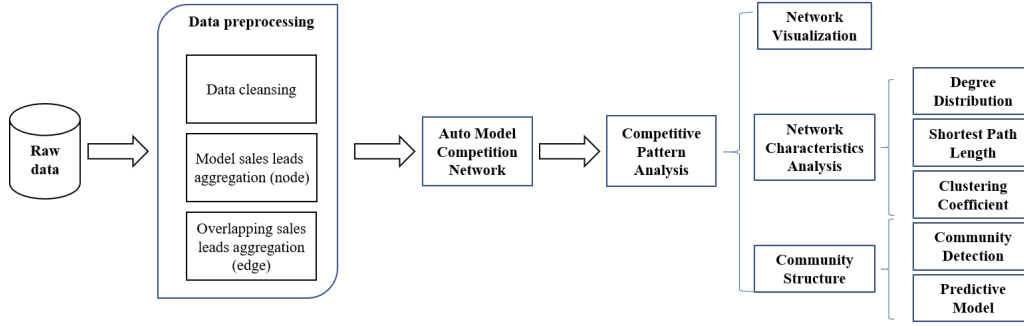 Raw
data
Data preprocessing
Data cleansing
Model sales leads
aggregation (node)
Overlapping sales
leads aggregation
(edge)
Auto Model
Competition
Network
Competitive
Pattern
Analysis
Network
Visualization
Network
Characteristics
Analysis
Community
Structure
Degree
Distribution
Shortest Path
Length
Clustering
Coefficient
Community
Detection
Predictive
Model